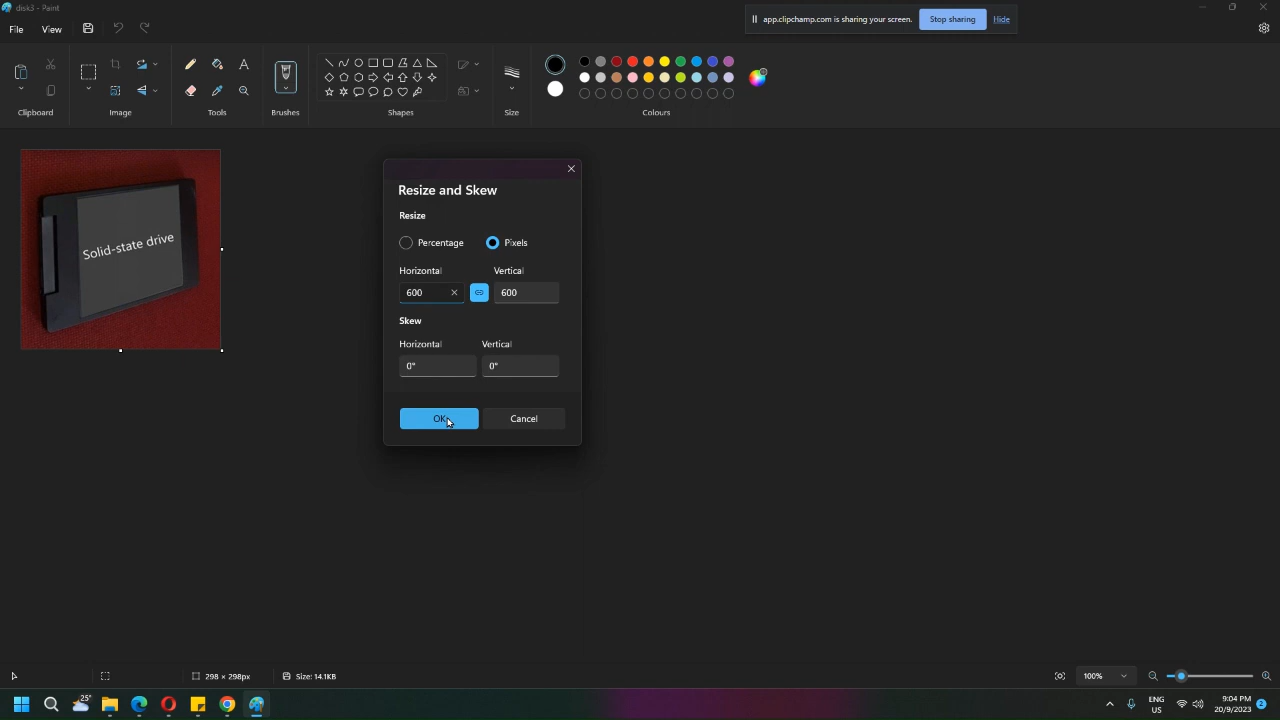 disk3 - Paint
app.clipchamp.com is sharing your screen. Stop sharing Hide
File View
Clipboard Image Tools Brushes Shapes Size Colours
Resize and Skew
Resize
Percentage Pixels
Horizontal Vertical
600 600
Skew
Horizontal Vertical
0° 0°
OK Cancel
Solid-state drive
298 × 298px Size: 14.1KB 100%
25°
ENG
US
9:04 PM
20/9/2023
2